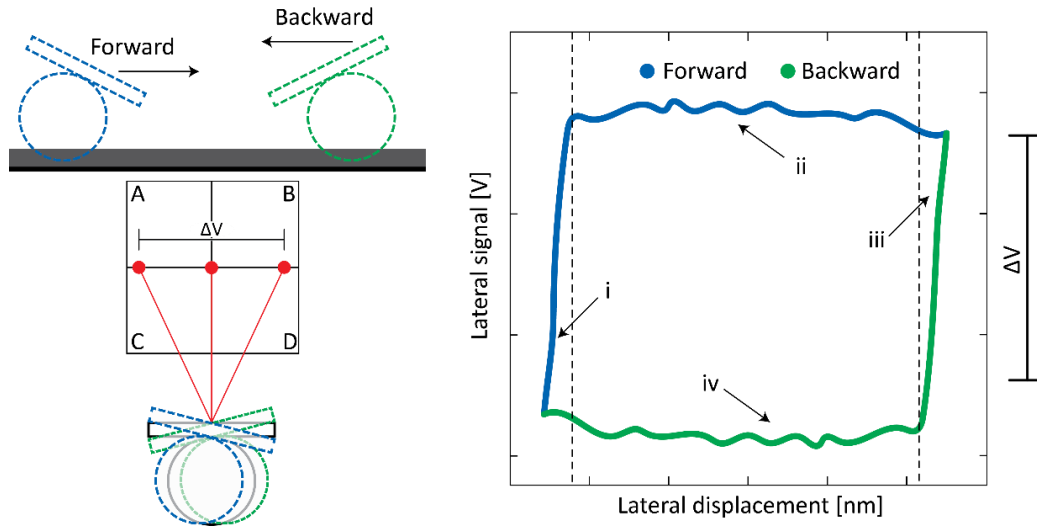 Forward
Backward
A
B
ΔV
C
D
Forward
Backward
ii
iii
i
iv
Lateral signal [V]
Lateral displacement [nm]
ΔV